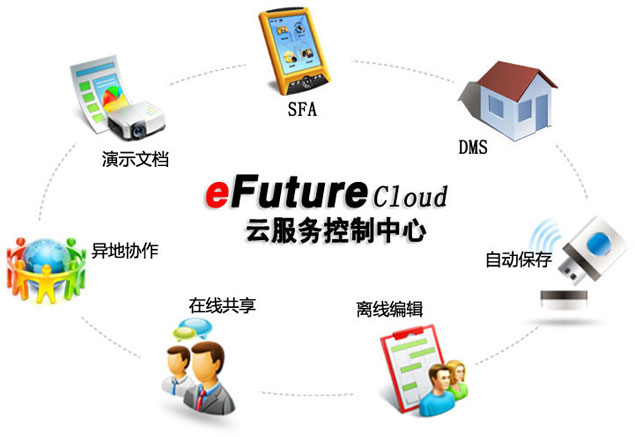 SFA
DMS
演示文档
eFuture Cloud
云服务控制中心
异地协作
自动保存
在线共享
离线编辑